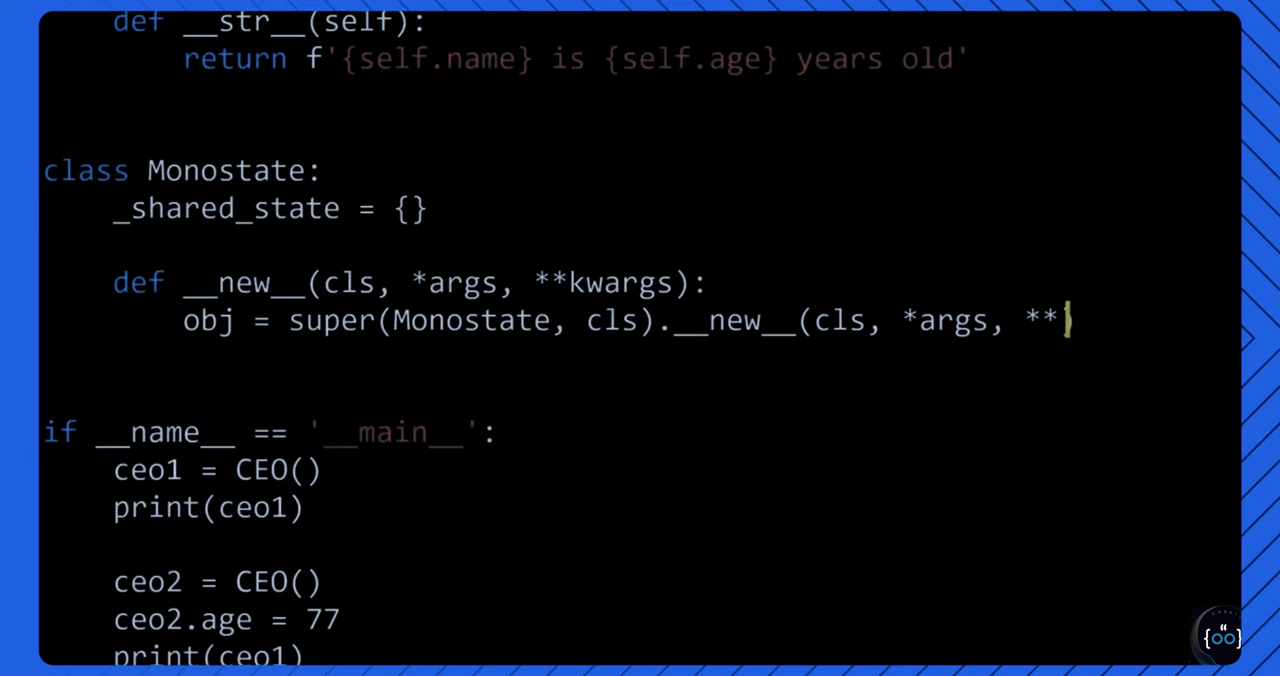 def __str__(self):
return f'{self.name} is {self.age} years old'
class Monostate:
_shared_state = {}
def __new__(cls, *args, **kwargs):
obj = super(Monostate, cls).__new__(cls, *args, **)
if __name__ == '__main__':
ceo1 = CEO()
print(ceo1)
ceo2 = CEO()
ceo2.age = 77
print(ceo1)